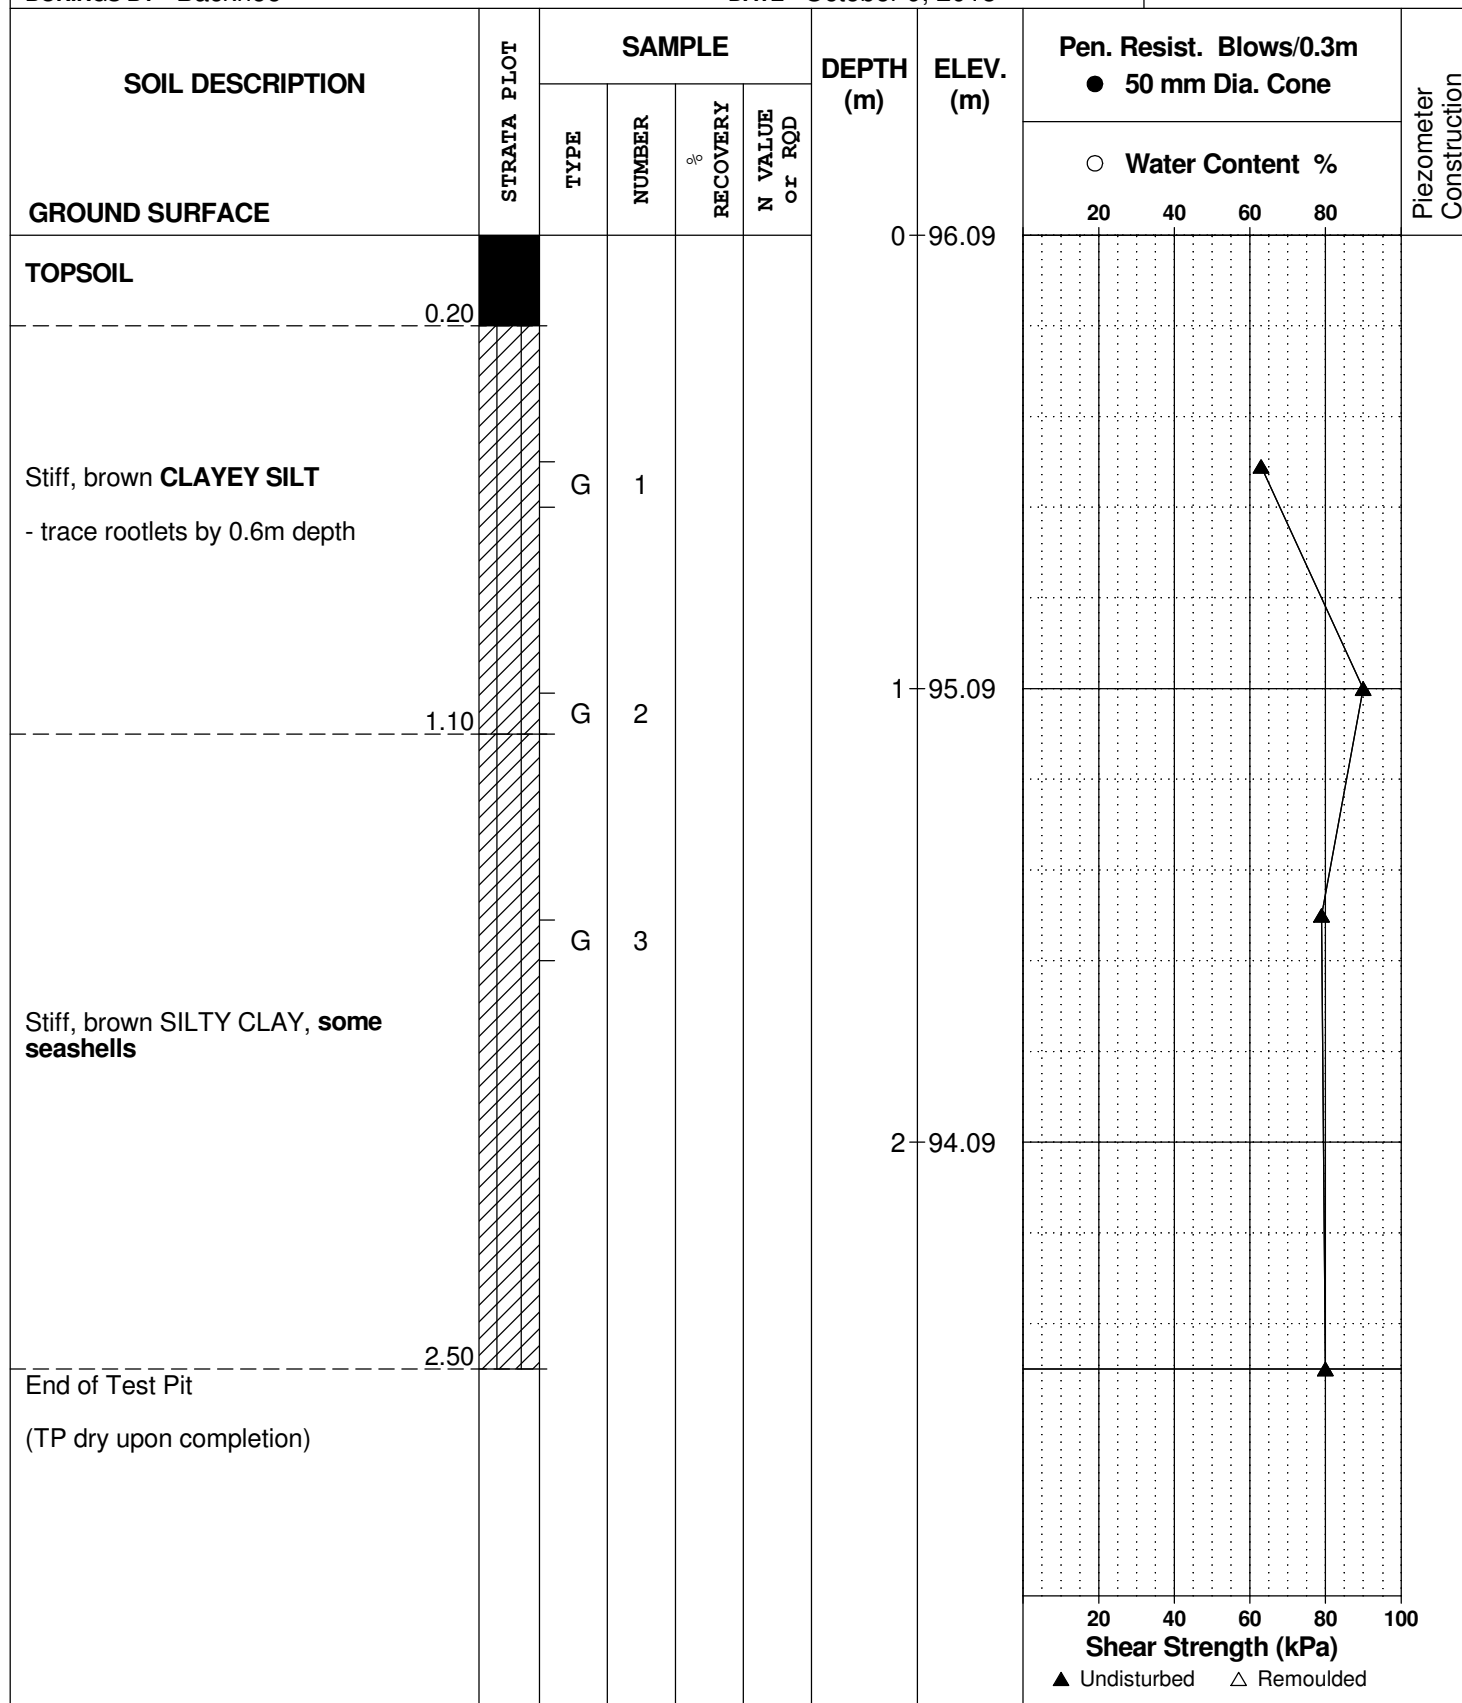 SOIL DESCRIPTION
GROUND SURFACE
STRATA PLOT
SAMPLE
TYPE
NUMBER
%
RECOVERY
N VALUE
or RQD
DEPTH
(m)
ELEV.
(m)
Pen. Resist. Blows/0.3m
● 50 mm Dia. Cone
○ Water Content %
20 40 60 80
Piezometer
Construction
0 96.09
TOPSOIL
0.20
Stiff, brown CLAYEY SILT
G 1
- trace rootlets by 0.6m depth
1 95.09
G 2
1.10
G 3
Stiff, brown SILTY CLAY, some
seashells
2 94.09
2.50
End of Test Pit
(TP dry upon completion)
20 40 60 80 100
Shear Strength (kPa)
▲ Undisturbed △ Remoulded